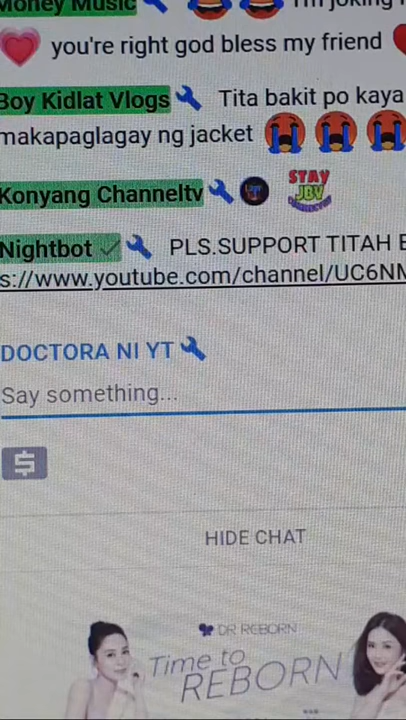 Money Music I'm joking
you're right god bless my friend
Boy Kidlat Vlogs Tita bakit po kaya
makapaglagay ng jacket
Konyang Channeltv STAY JBV
Nightbot PLS.SUPPORT TITAH
s://www.youtube.com/channel/UC6NM
DOCTORA NI YT
Say something...
HIDE CHAT
DR REBORN
Time to
REBORN